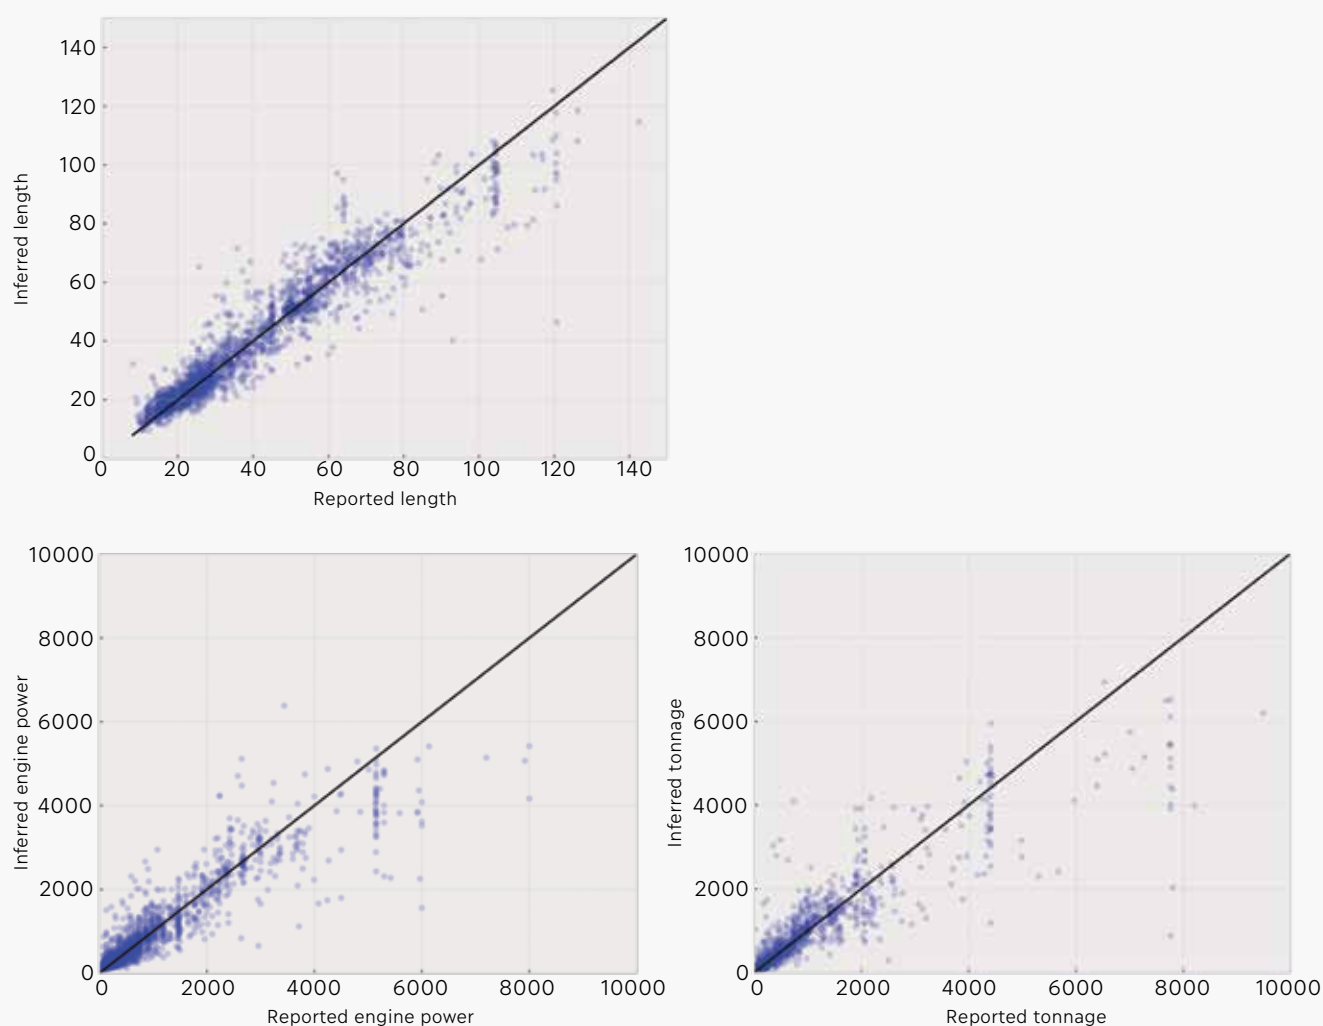 140
120
100
80
60
40
20
0
Inferred length
0 20 40 60 80 100 120 140
Reported length
10000
8000
6000
4000
2000
0
Inferred engine power
0 2000 4000 6000 8000 10000
Reported engine power
10000
8000
6000
4000
2000
0
Inferred tonnage
0 2000 4000 6000 8000 10000
Reported tonnage